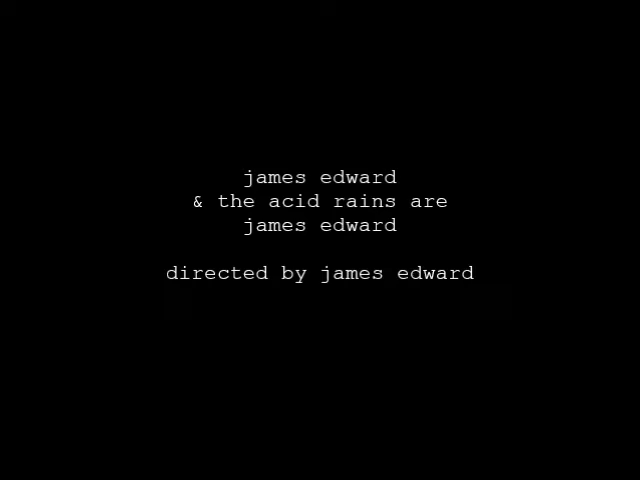 james edward
& the acid rains are
james edward
directed by james edward